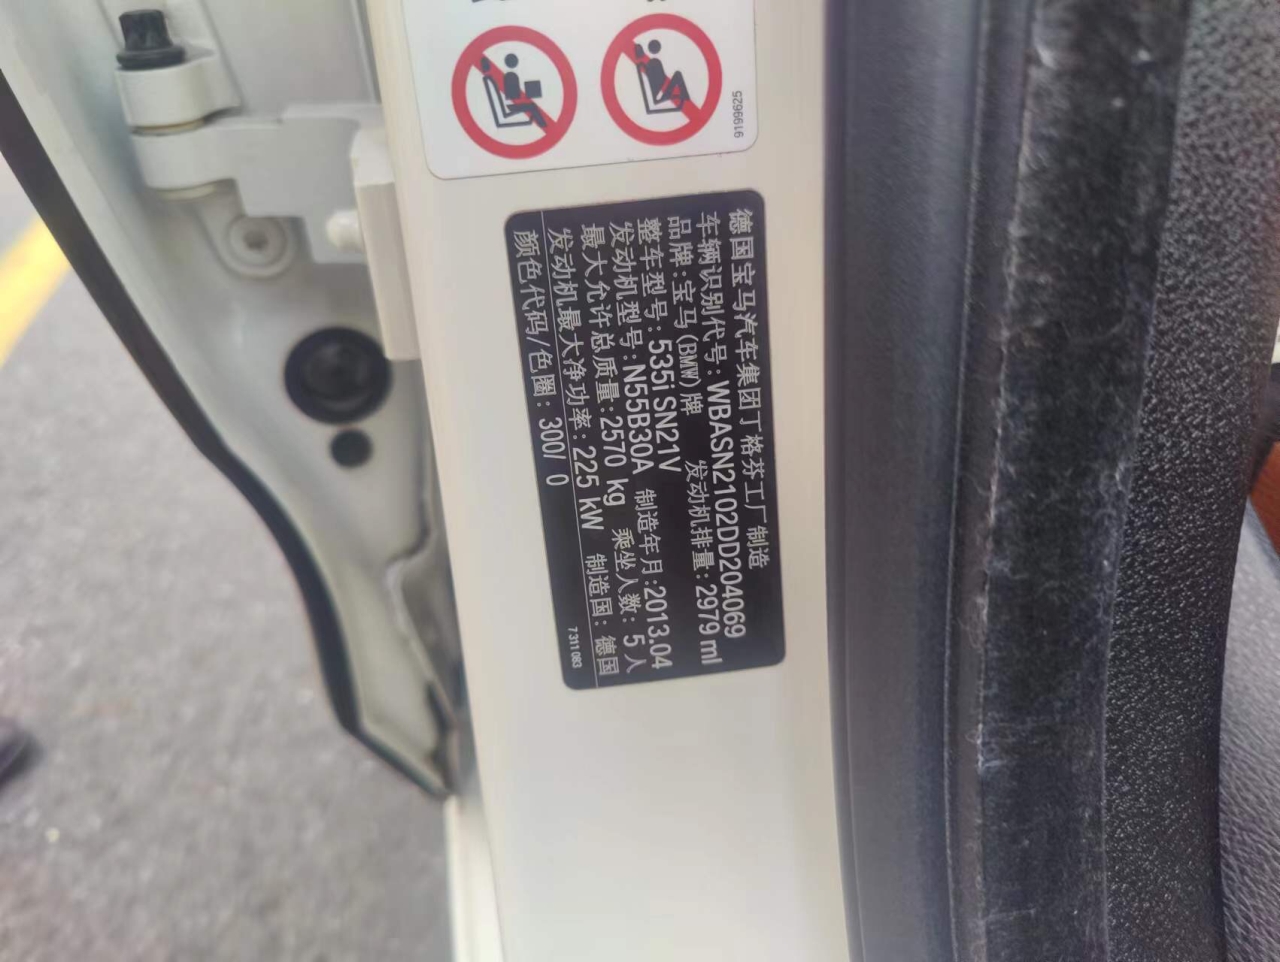 9199625
德国宝马汽车集团丁格芬工厂制造
车辆识别代号: WBASN2102DD204069
品牌:宝马(BMW)牌 发动机排量: 2979 ml
整车型号: 535i SN21V
发动机型号: N55B30A 制造年月:2013.04
最大允许总质量: 2570 kg 乘坐人数: 5 人
发动机最大净功率: 225 kW 制造国: 德国
颜色代码/色圈: 300/ 0 7 311 083